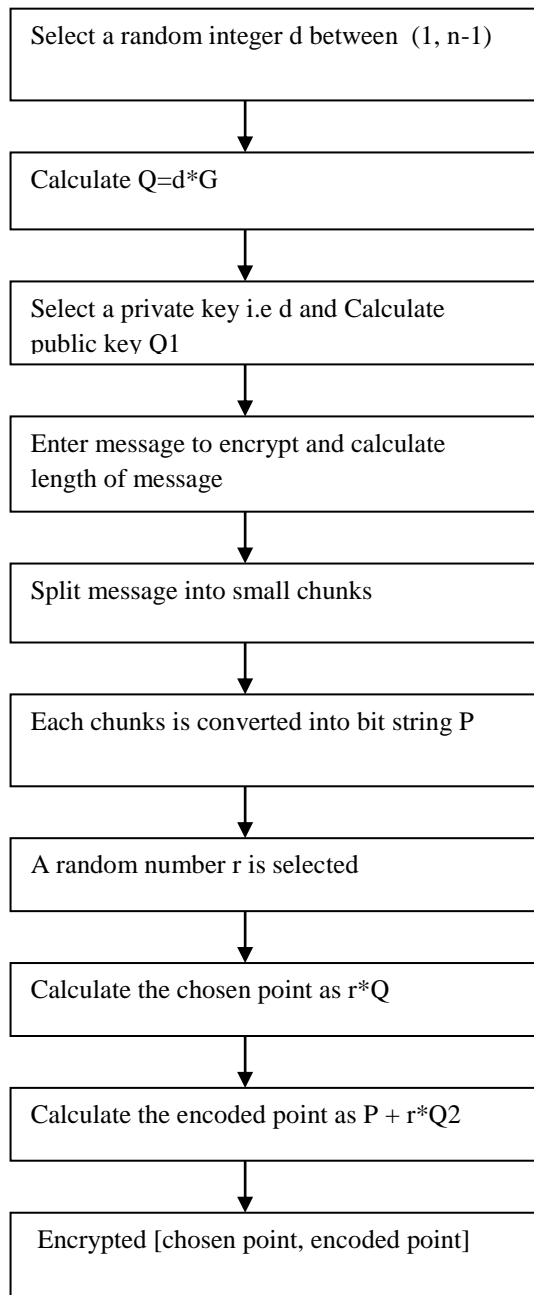 Select a random integer d between (1, n-1)
Calculate Q=d*G
Select a private key i.e d and Calculate
public key Q1
Enter message to encrypt and calculate
length of message
Split message into small chunks
Each chunks is converted into bit string P
A random number r is selected
Calculate the chosen point as r*Q
Calculate the encoded point as P + r*Q2
Encrypted [chosen point, encoded point]